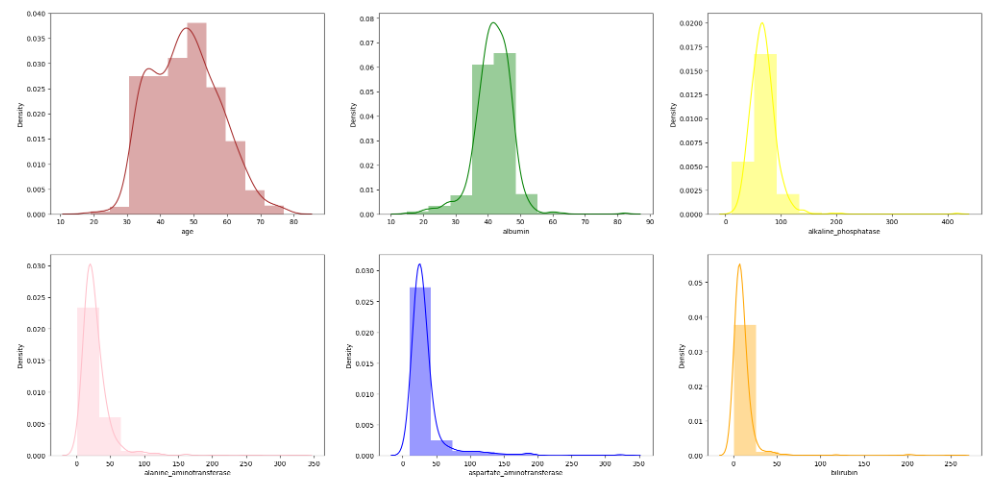 0.040
0.035
0.030
0.025
0.020
0.015
0.010
0.005
0.000
Density
10 20 30 40 50 60 70 80
age
0.08
0.07
0.06
0.05
0.04
0.03
0.02
0.01
0.00
Density
10 20 30 40 50 60 70 80 90
albumin
0.0200
0.0175
0.0150
0.0125
0.0100
0.0075
0.0050
0.0025
0.0000
Density
0 100 200 300 400
alkaline_phosphatase
0.030
0.025
0.020
0.015
0.010
0.005
0.000
Density
0 50 100 150 200 250 300 350
alanine_aminotransferase
0.030
0.025
0.020
0.015
0.010
0.005
0.000
Density
0 50 100 150 200 250 300 350
aspartate_aminotransferase
0.05
0.04
0.03
0.02
0.01
0.00
Density
0 50 100 150 200 250
bilirubin